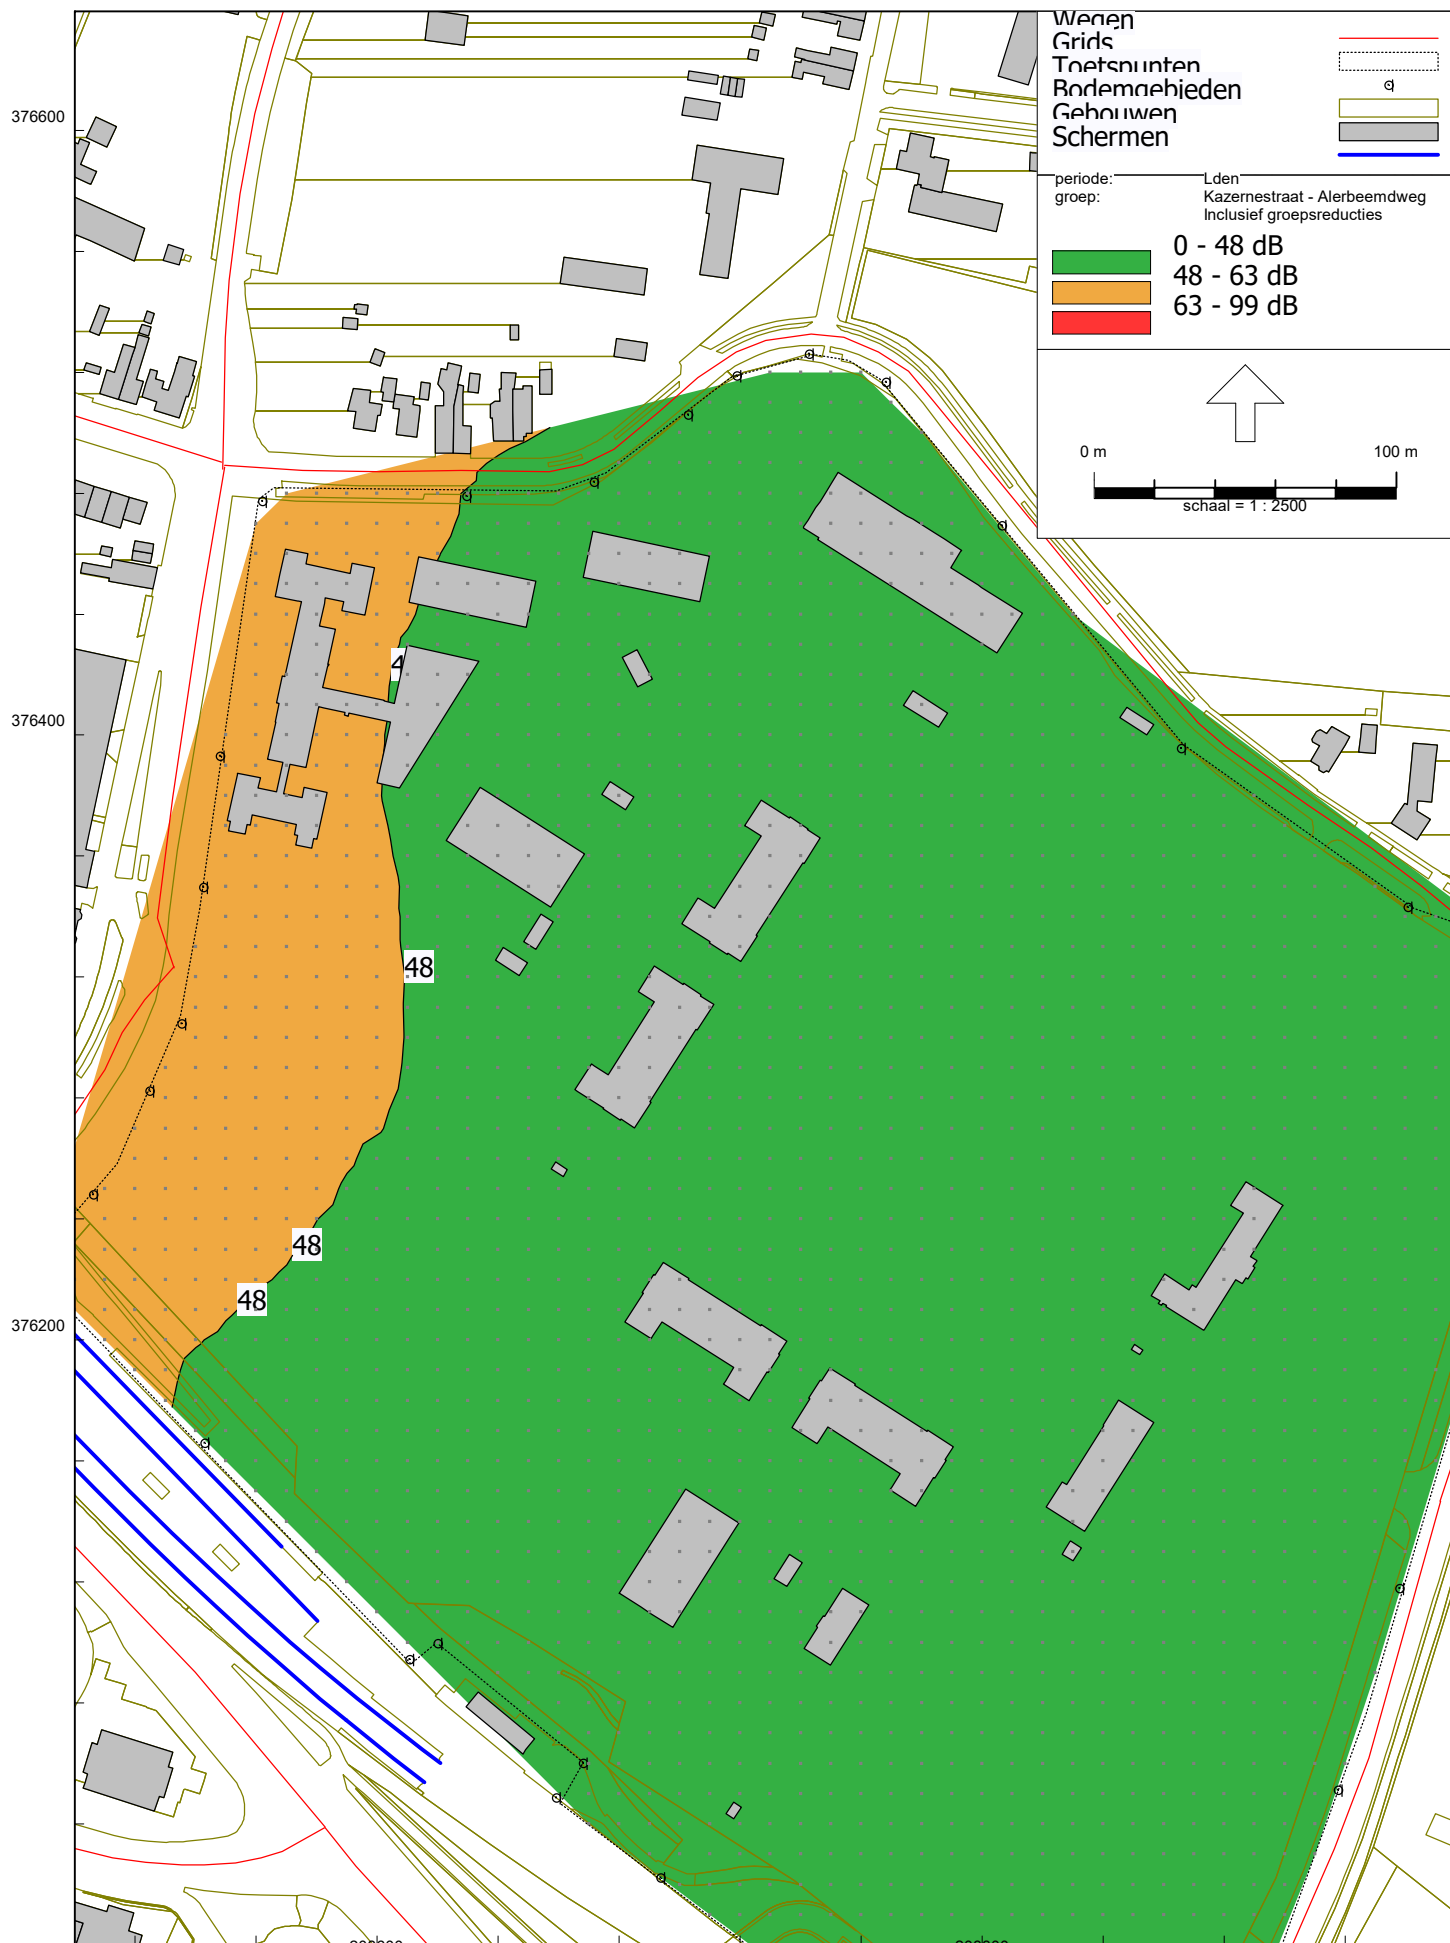 Wegen
Grids
Toetspunten
Bodemgebieden
Gebouwen
Schermen
periode: Lden
groep: Kazernestraat - Alerbeemdweg
Inclusief groepsreducties
0 - 48 dB
48 - 63 dB
63 - 99 dB
0 m 100 m
schaal = 1 : 2500
376600
376400
376200
4
48
48
48